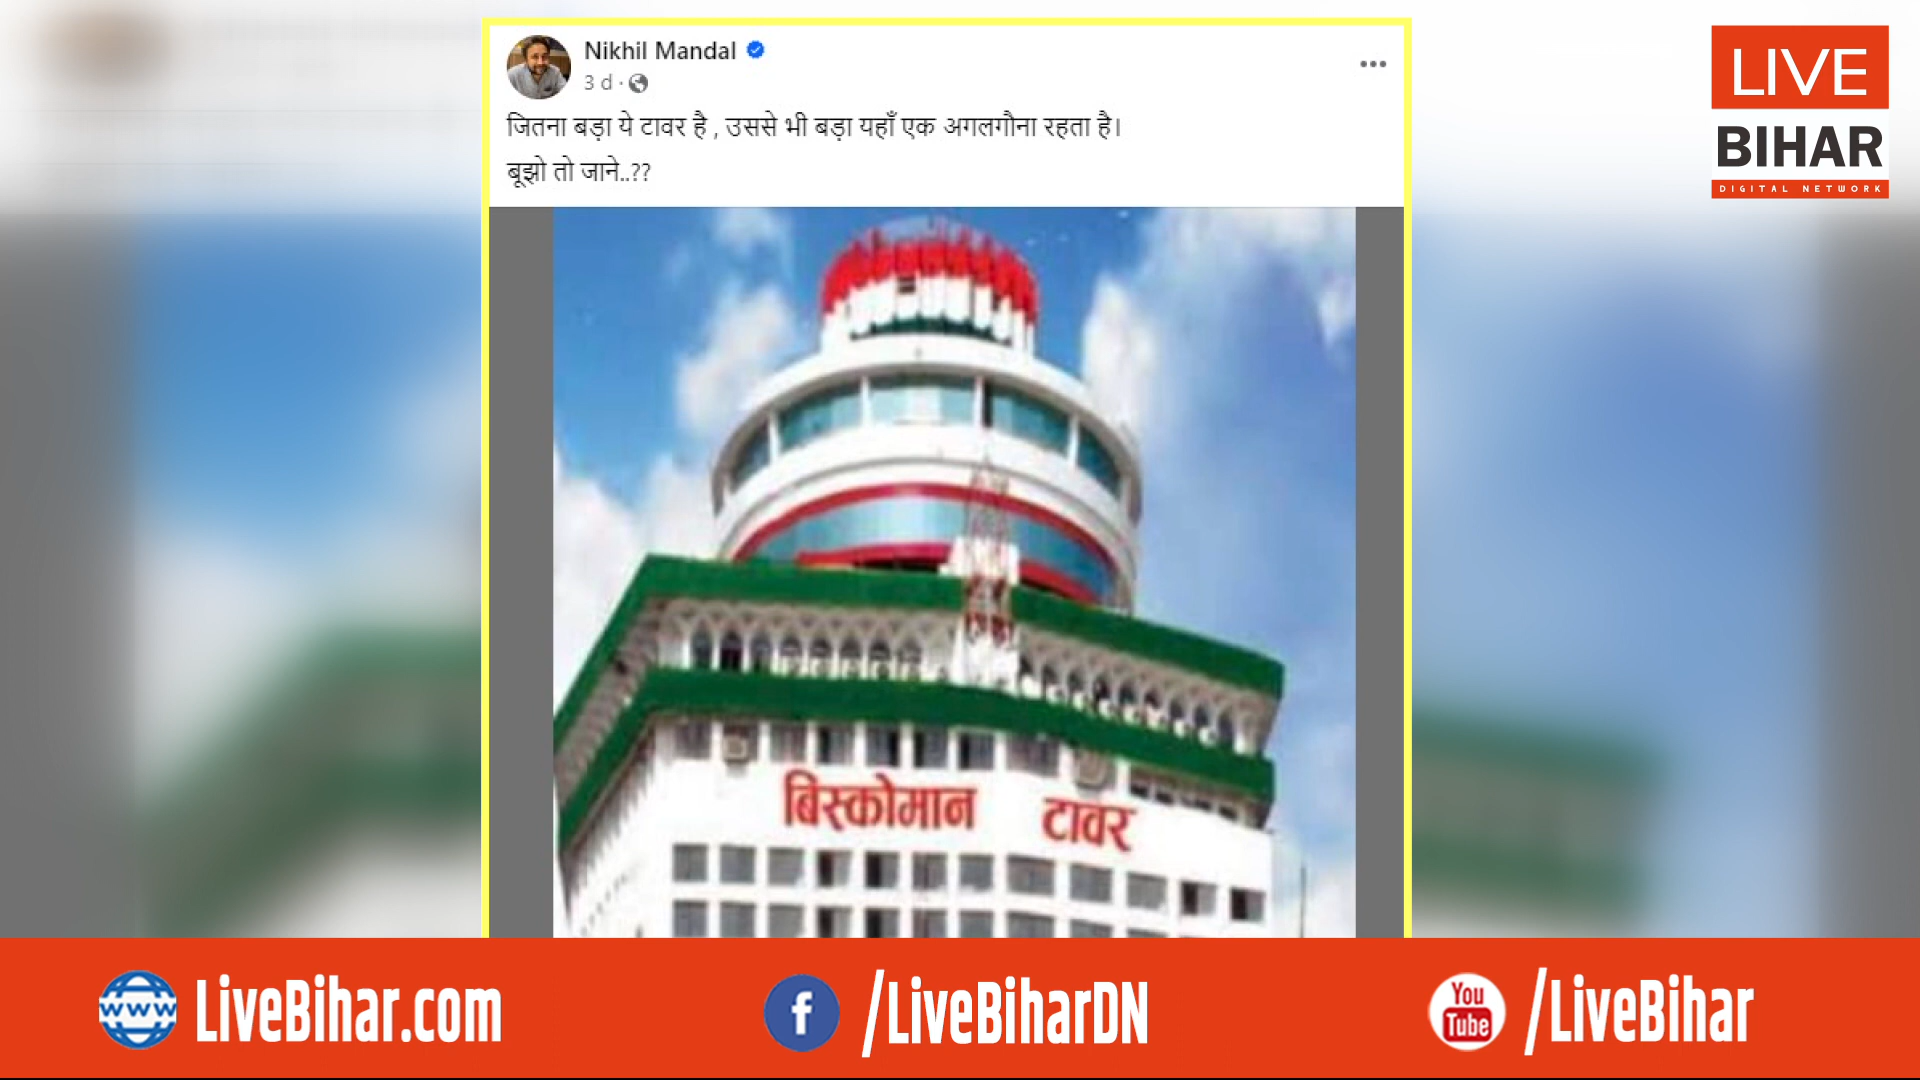 Nikhil Mandal
3 d ·
जितना बड़ा ये टावर है , उससे भी बड़ा यहाँ एक अगलगौना रहता है।
बूझो तो जाने..??
LIVE
BIHAR
DIGITAL NETWORK
बिस्कोमान टावर
www LiveBihar.com
f /LiveBiharDN
You
Tube /LiveBihar